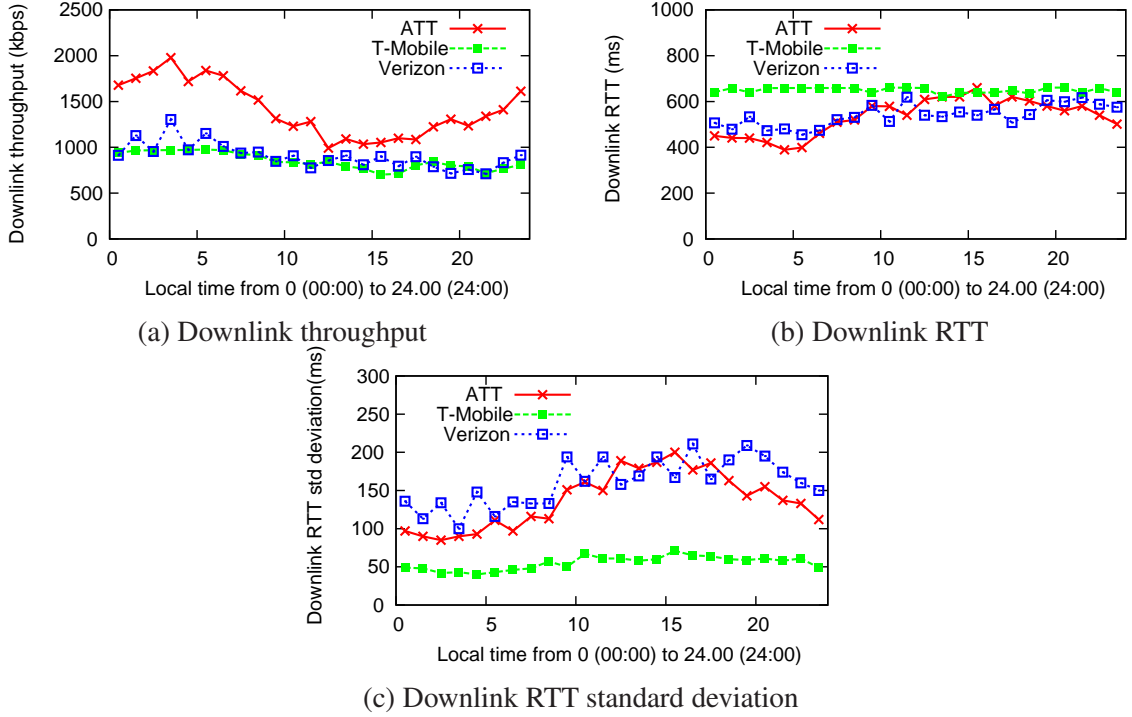 Downlink throughput (kbps)
2500
2000
1500
1000
500
0
ATT
T-Mobile
Verizon
0 5 10 15 20
Local time from 0 (00:00) to 24.00 (24:00)
(a) Downlink throughput
Downlink RTT (ms)
1000
800
600
400
200
0
ATT
T-Mobile
Verizon
0 5 10 15 20
Local time from 0 (00:00) to 24.00 (24:00)
(b) Downlink RTT
Downlink RTT std deviation(ms)
300
250
200
150
100
50
0
ATT
T-Mobile
Verizon
0 5 10 15 20
Local time from 0 (00:00) to 24.00 (24:00)
(c) Downlink RTT standard deviation